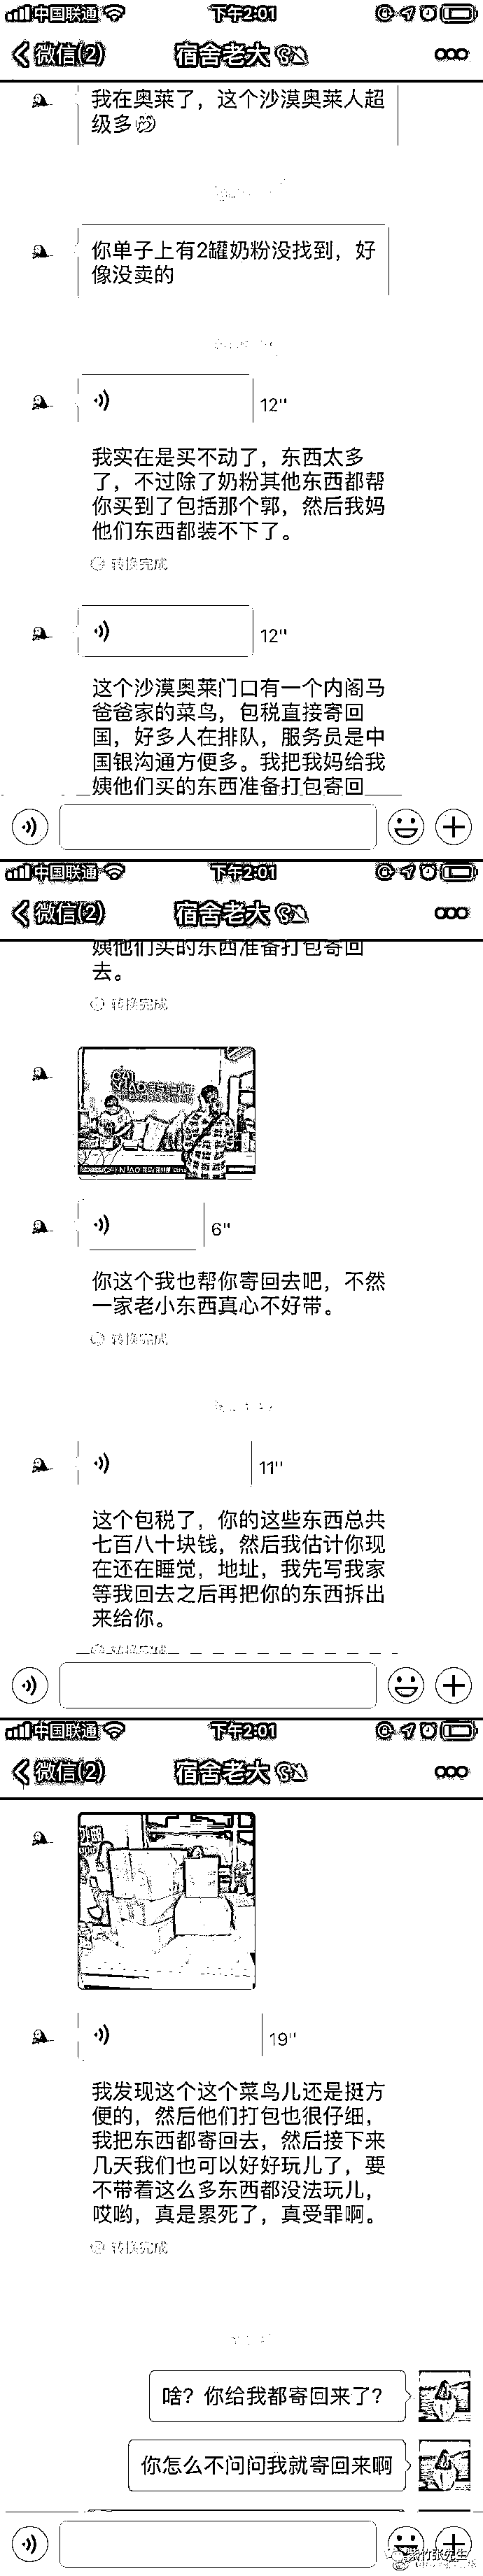 中国联通
下午2:01
微信(2)
宿舍老大
我在奥莱了，这个沙漠奥莱人超
级多
你单子上有2罐奶粉没找到，好
像没卖的
12"
我实在是买不动了，东西太多
了，不过除了奶粉其他东西都帮
你买到了包括那个郭，然后我妈
他们东西都装不下了。
转换完成
12"
这个沙漠奥莱门口有一个内阁马
爸爸家的菜鸟，包税直接寄回
国，好多人在排队，服务员是中
国银沟通方便多。我把我妈给我
姨他们买的东西准备打包寄回
中国联通
下午2:01
微信(2)
宿舍老大
姨他们买的东西准备打包寄回
去。
转换完成
CAI
NIAO
6"
你这个我也帮你寄回去吧，不然
一家老小东西真心不好带。
转换完成
11"
这个包税了，你的这些东西总共
七百八十块钱，然后我估计你现
在还在睡觉，地址，我先写我家
等我回去之后再把你的东西拆出
来给你。
转换完成
中国联通
下午2:01
微信(2)
宿舍老大
19"
我发现这个这个菜鸟儿还是挺方
便的，然后他们打包也很仔细，
我把东西都寄回去，然后接下来
几天我们也可以好好玩儿了，要
不带着这么多东西都没法玩儿，
哎哟，真是累死了，真受罪啊。
转换完成
啥？你给我都寄回来了？
你怎么不问问我就寄回来啊
紫竹张先生